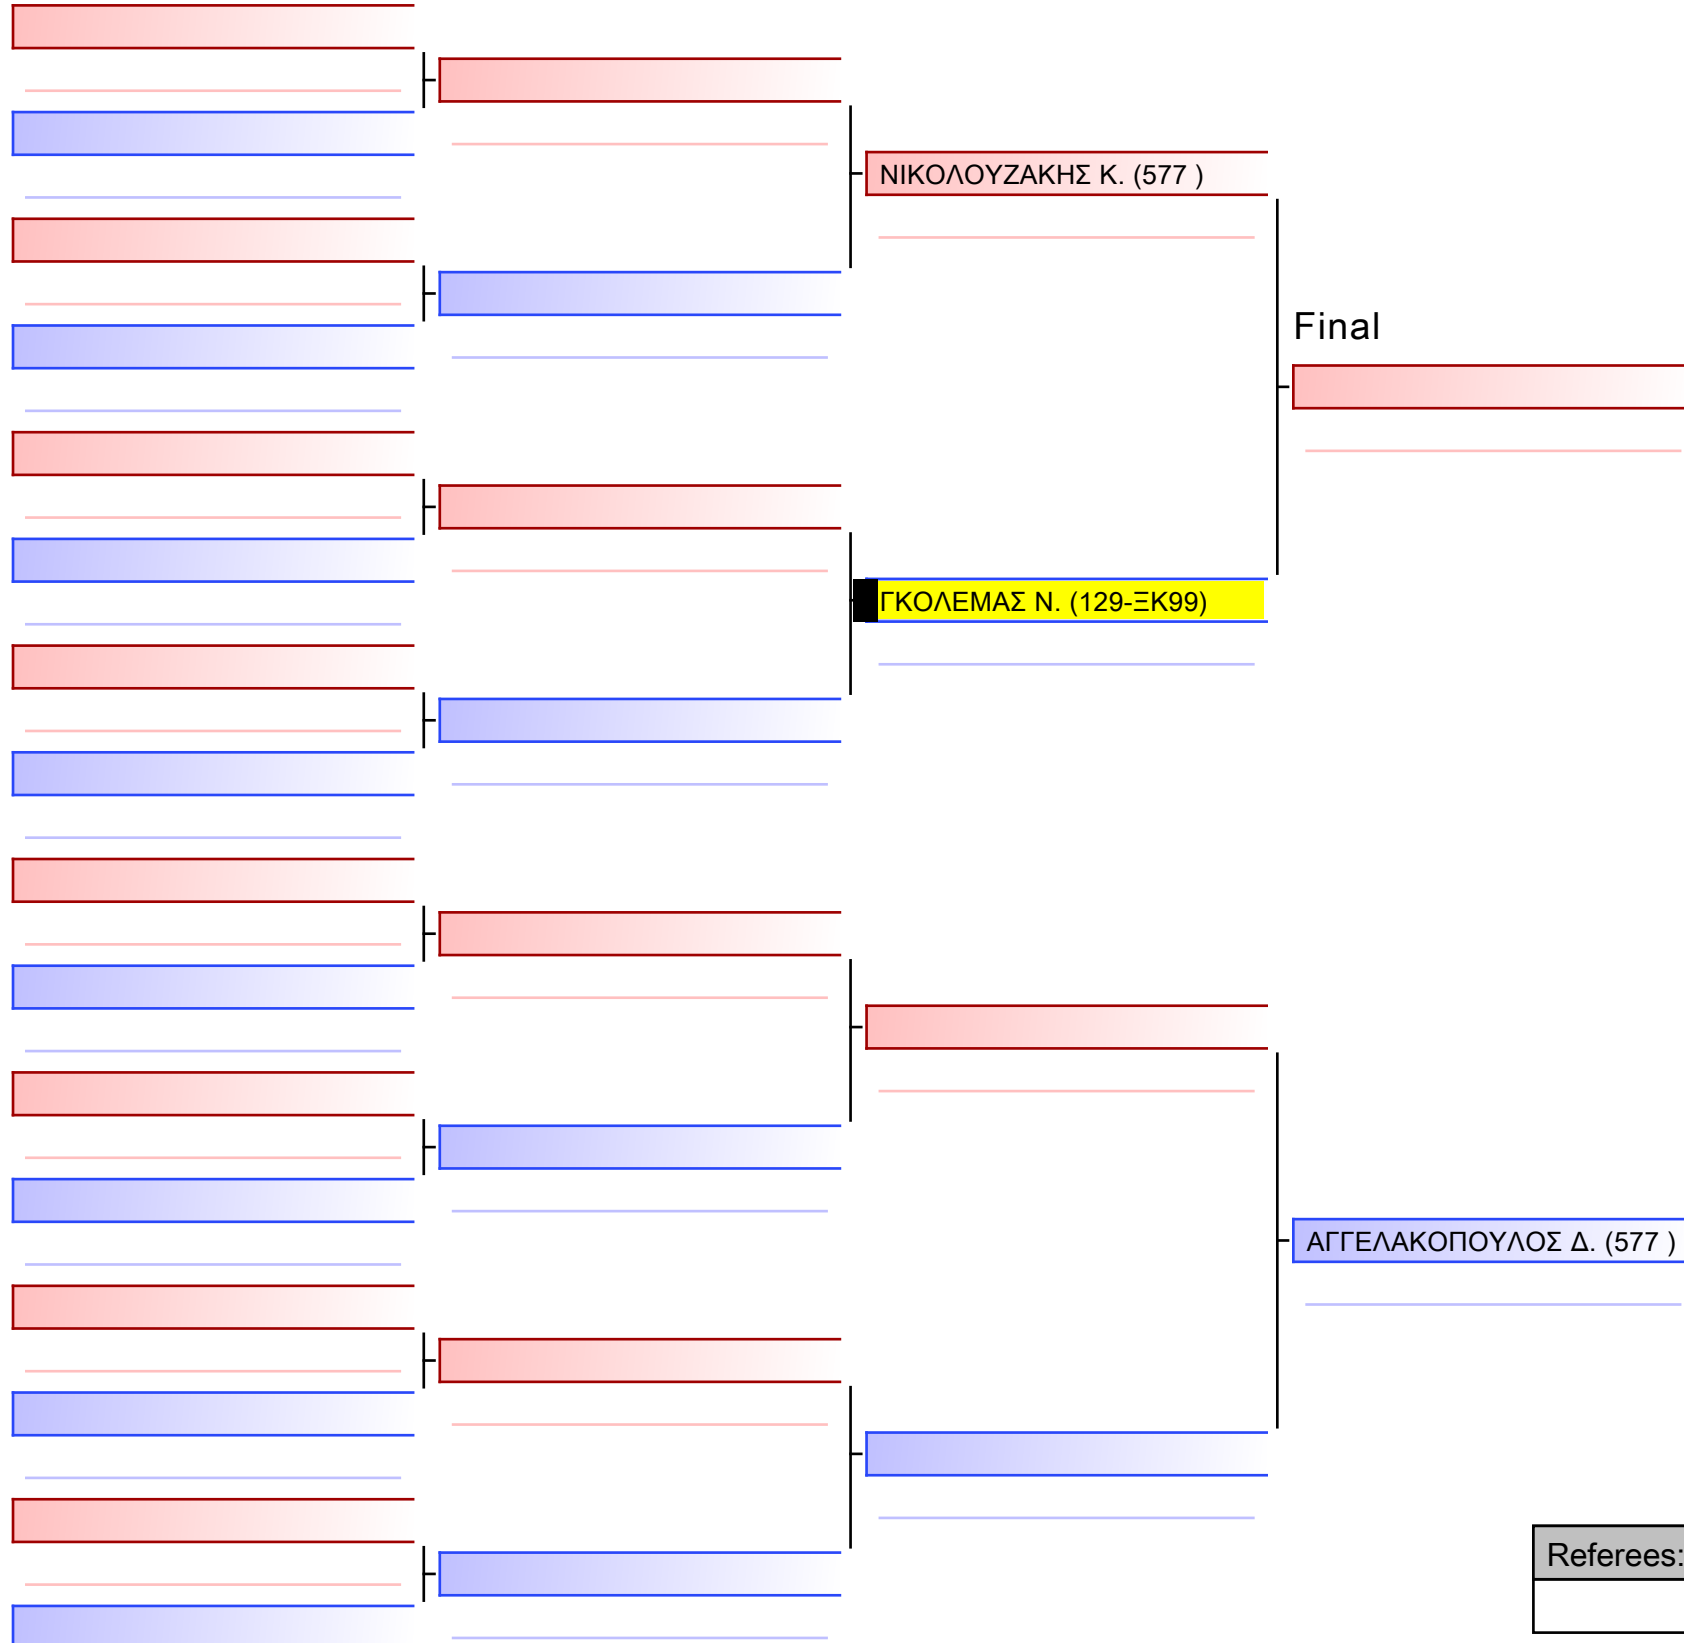 ΝΙΚΟΛΟΥΖΑΚΗΣ Κ. (577 )
Final
ΓΚΟΛΕΜΑΣ Ν. (129-ΞΚ99)
ΑΓΓΕΛΑΚΟΠΟΥΛΟΣ Δ. (577 )
Referees: